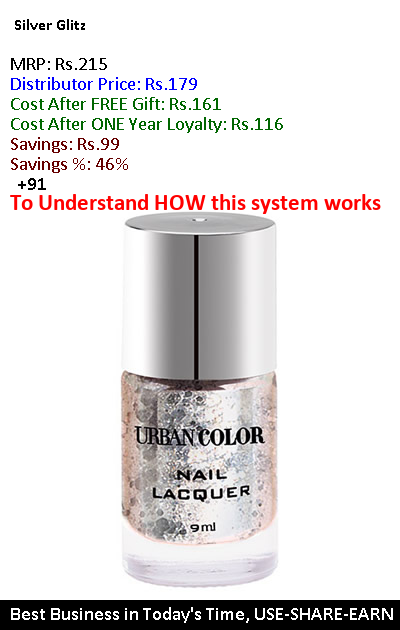 Silver Glitz
MRP: Rs.215
Distributor Price: Rs.179
Cost After FREE Gift: Rs.161
Cost After ONE Year Loyalty: Rs.116
Savings: Rs.99
Savings %: 46%
+91
To Understand HOW this system works
URBAN COLOR
NAIL
LACQUER
9ml
Best Business in Today's Time, USE-SHARE-EARN